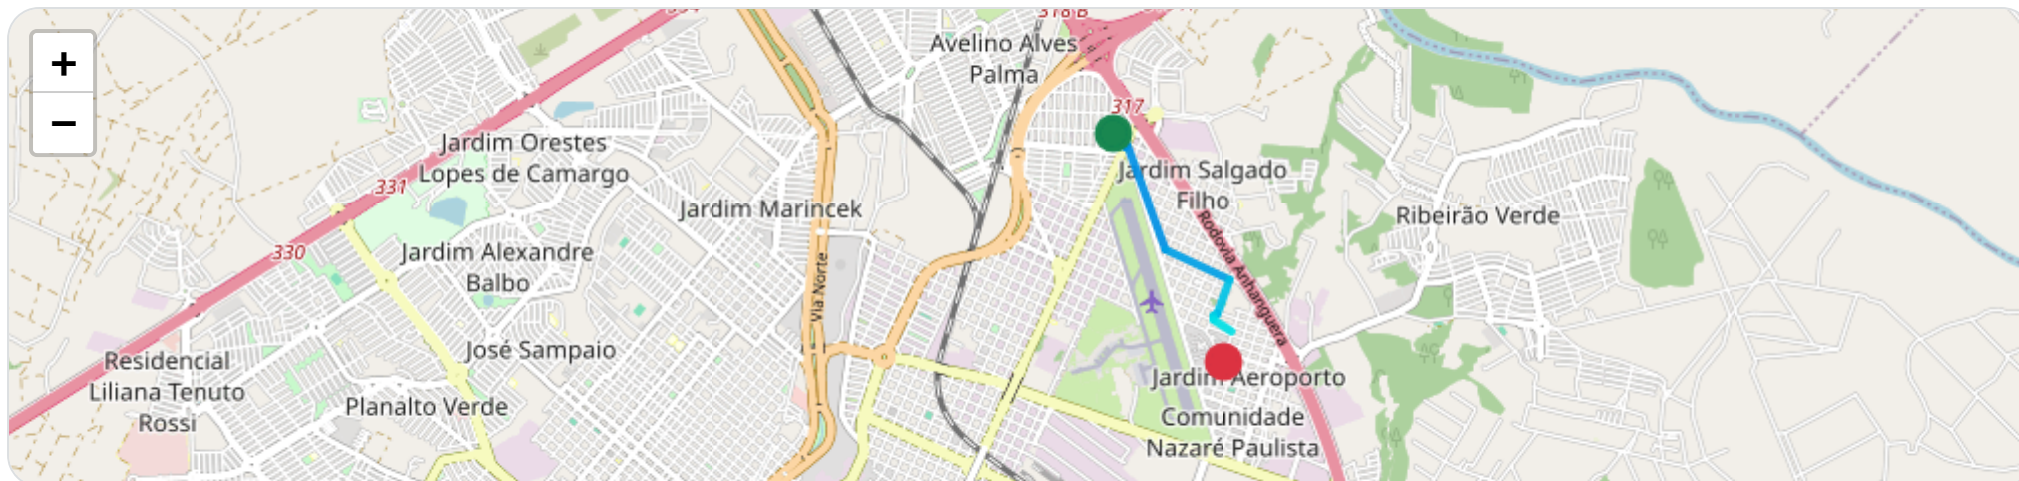 318 B
+
Avelino Alves
Palma
−
317
Jardim Orestes
Lopes de Camargo
331
Jardim Salgado
Filho
Jardim Marincek
Ribeirão Verde
330
Jardim Alexandre
Balbo
Via Norte
Rodovia Anhanguera
José Sampaio
Residencial
Liliana Tenuto
Rossi
Jardim Aeroporto
Planalto Verde
Comunidade
Nazaré Paulista